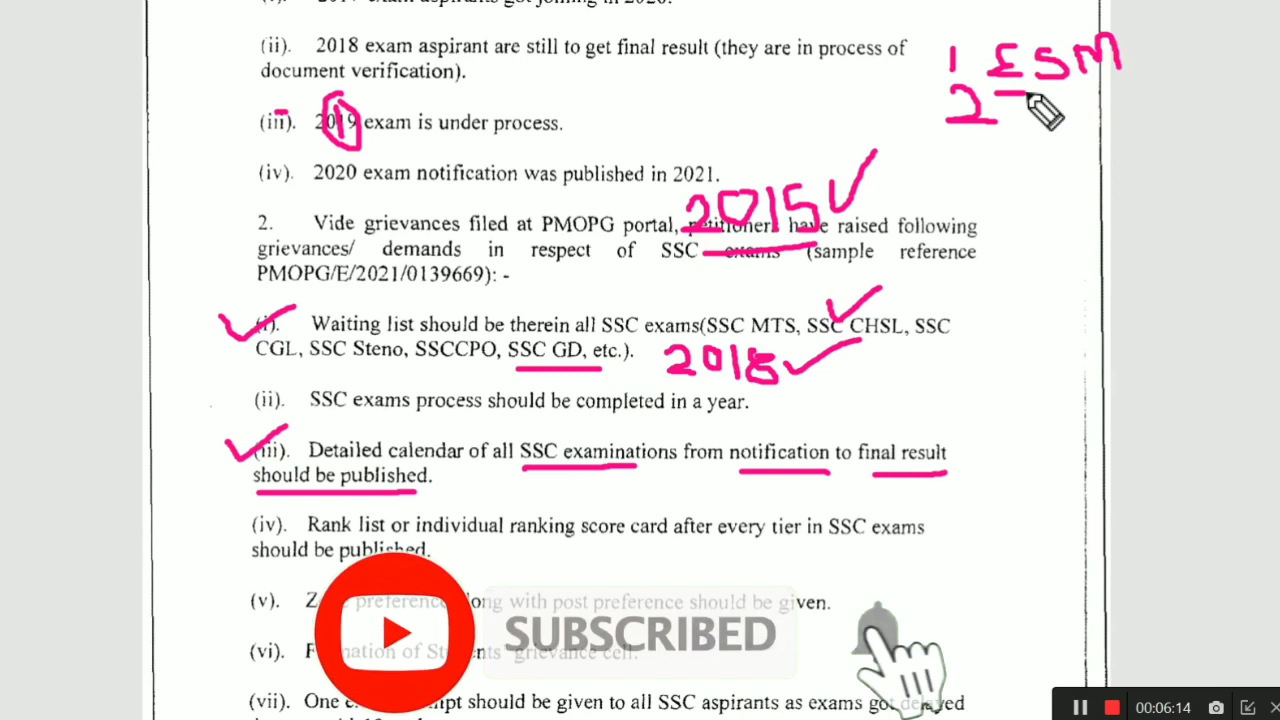 (ii). 2018 exam aspirant are still to get final result (they are in process of
document verification).
1 ESM
2
(iii). 2019 exam is under process.
(iv). 2020 exam notification was published in 2021.
2015
2. Vide grievances filed at PMOPG portal, petitioners have raised following
grievances/ demands in respect of SSC exams (sample reference
PMOPG/E/2021/0139669): -
(i). Waiting list should be therein all SSC exams(SSC MTS, SSC CHSL, SSC
CGL, SSC Steno, SSCCPO, SSC GD, etc.).
2018
(ii). SSC exams process should be completed in a year.
(iii). Detailed calendar of all SSC examinations from notification to final result
should be published.
(iv). Rank list or individual ranking score card after every tier in SSC exams
should be published.
(v). preference along with post preference should be given.
SUBSCRIBED
(vi). of grievance cell.
(vii). One should be given to all SSC aspirants as exams got delayed
00:06:14